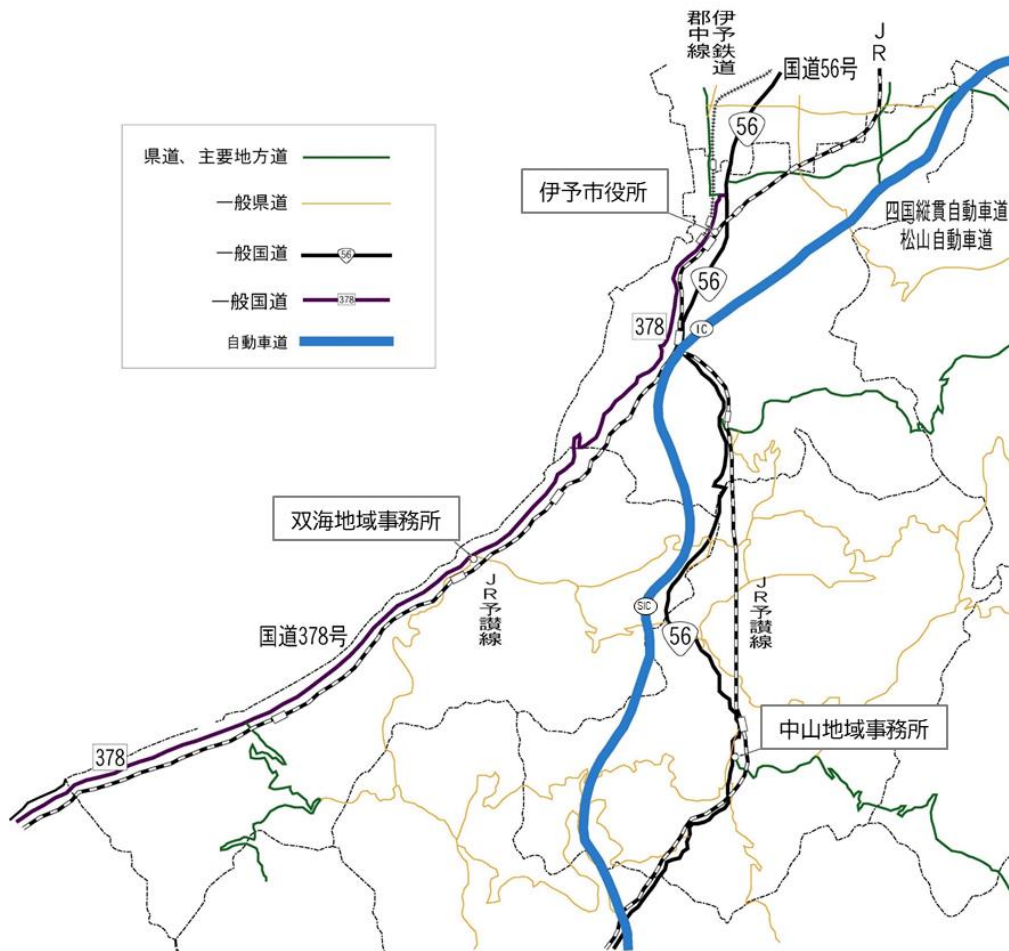 伊予鉄道
郡中線
JR
国道56号
56
県道、主要地方道
一般県道
一般国道
56
一般国道
378
自動車道
伊予市役所
四国縦貫自動車道
松山自動車道
56
378
IC
双海地域事務所
JR予讃線
JR予讃線
SIC
国道378号
56
中山地域事務所
378